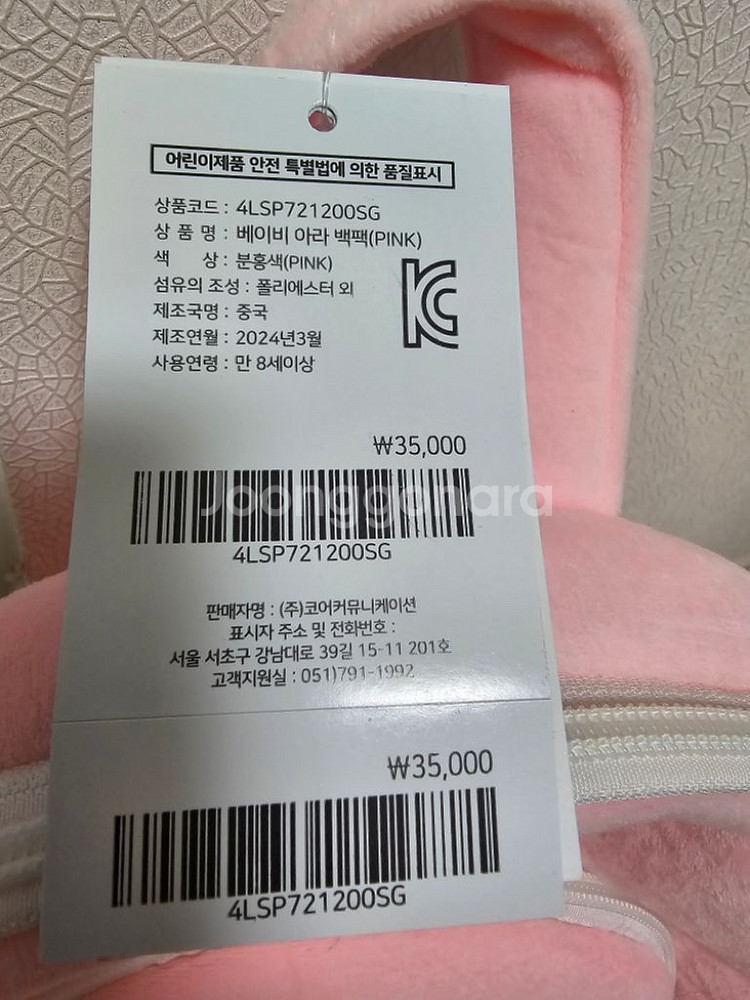 어린이제품 안전 특별법에 의한 품질표시
상품코드 : 4LSP721200SG
상 품 명 : 베이비 아라 백팩(PINK)
색 상 : 분홍색(PINK)
섬유의 조성 : 폴리에스터 외
제조국명 : 중국
제조연월 : 2024년3월
사용연령 : 만 8세이상
₩35,000
Joonggonara
4LSP721200SG
판매자명 : (주)코어커뮤니케이션
표시자 주소 및 전화번호 :
서울 서초구 강남대로 39길 15-11 201호
고객지원실 : 051)791-1992
₩35,000
4LSP721200SG